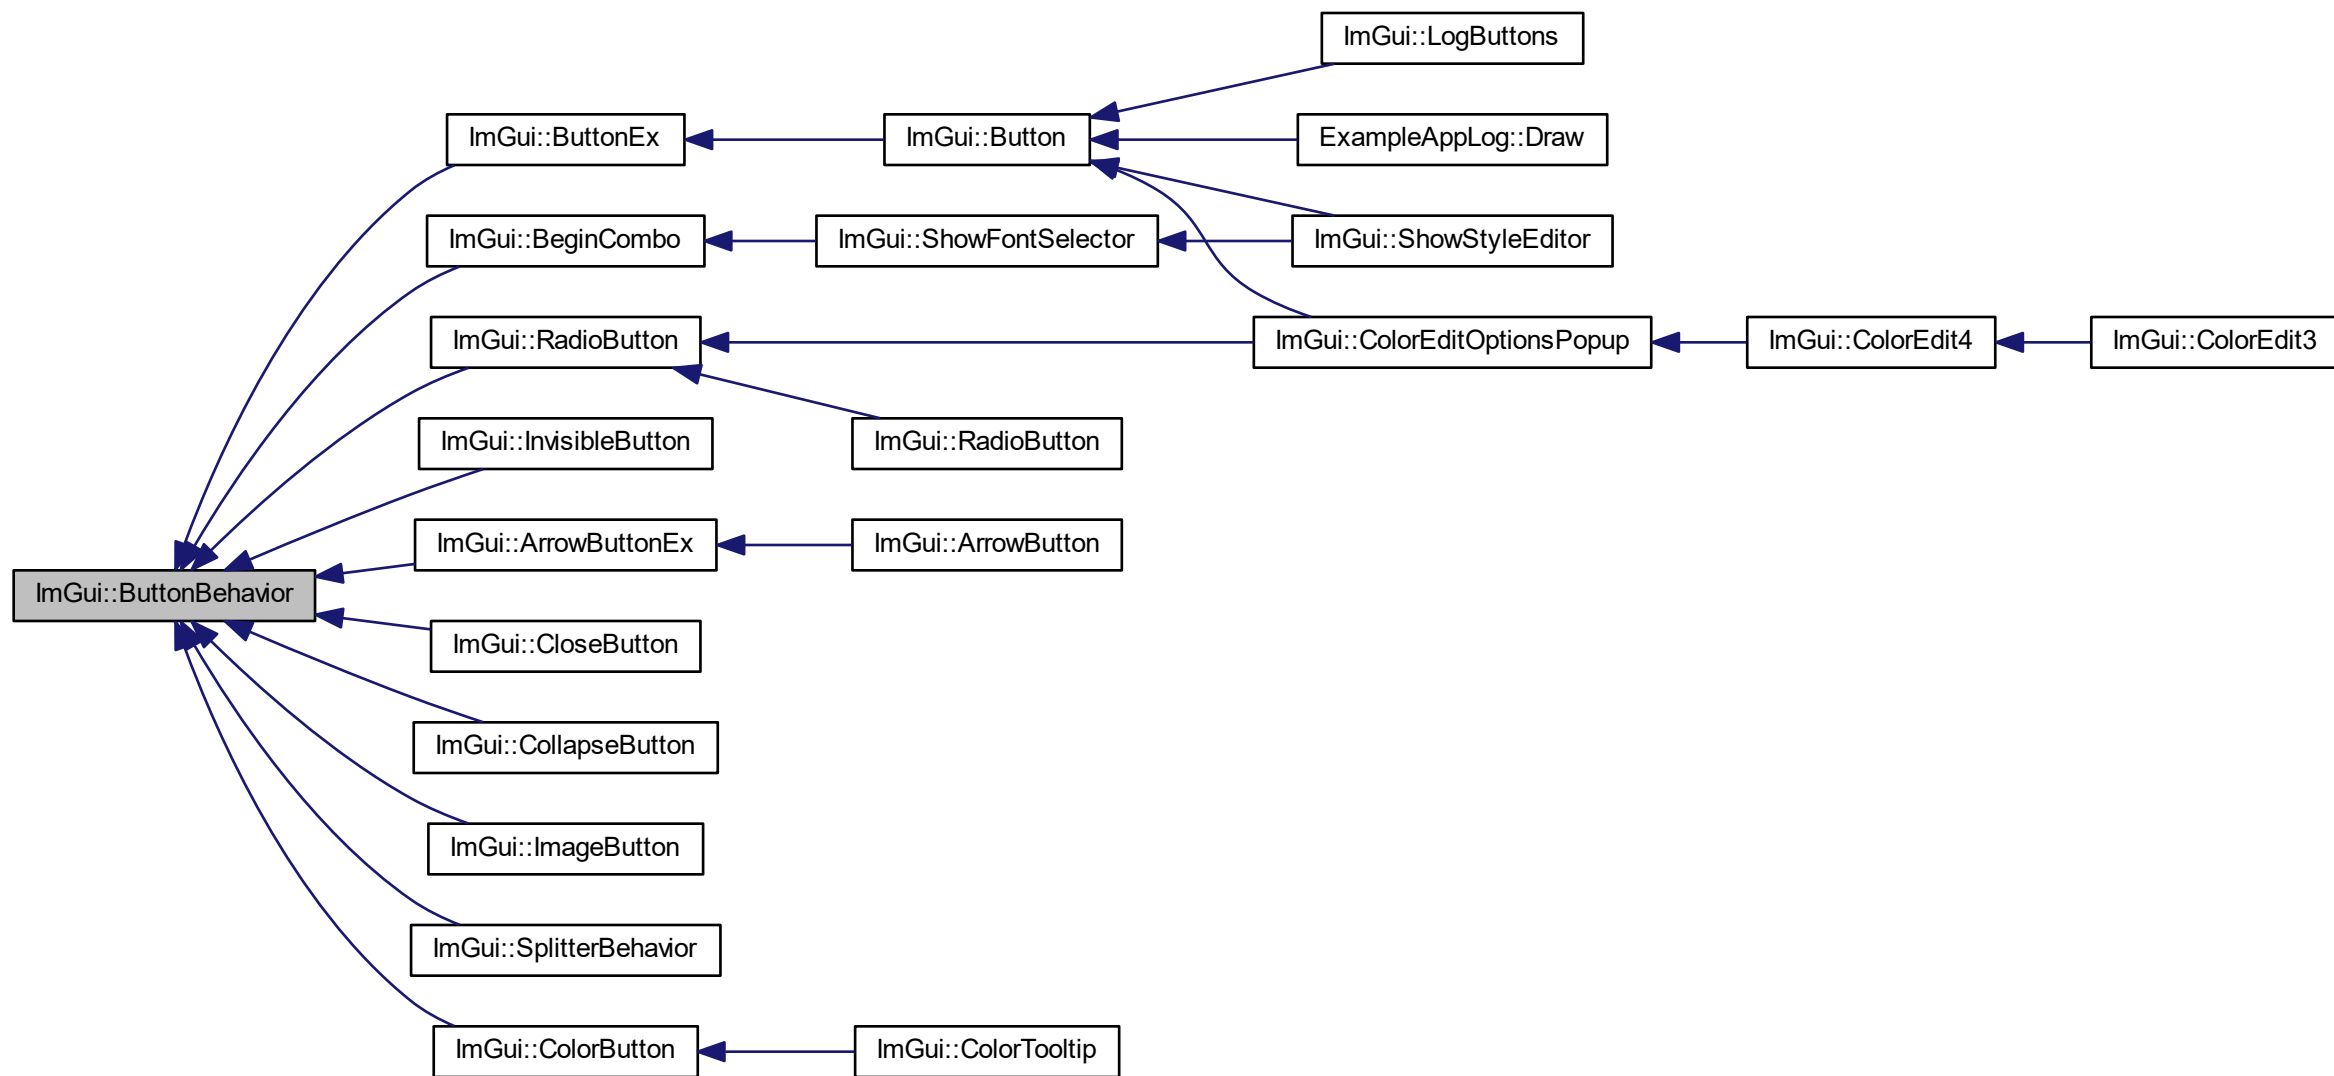 ImGui::LogButtons
ImGui::ButtonEx
ImGui::Button
ExampleAppLog::Draw
ImGui::BeginCombo
ImGui::ShowFontSelector
ImGui::ShowStyleEditor
ImGui::RadioButton
ImGui::ColorEditOptionsPopup
ImGui::ColorEdit4
ImGui::ColorEdit3
ImGui::InvisibleButton
ImGui::RadioButton
ImGui::ArrowButtonEx
ImGui::ArrowButton
ImGui::ButtonBehavior
ImGui::CloseButton
ImGui::CollapseButton
ImGui::ImageButton
ImGui::SplitterBehavior
ImGui::ColorButton
ImGui::ColorTooltip